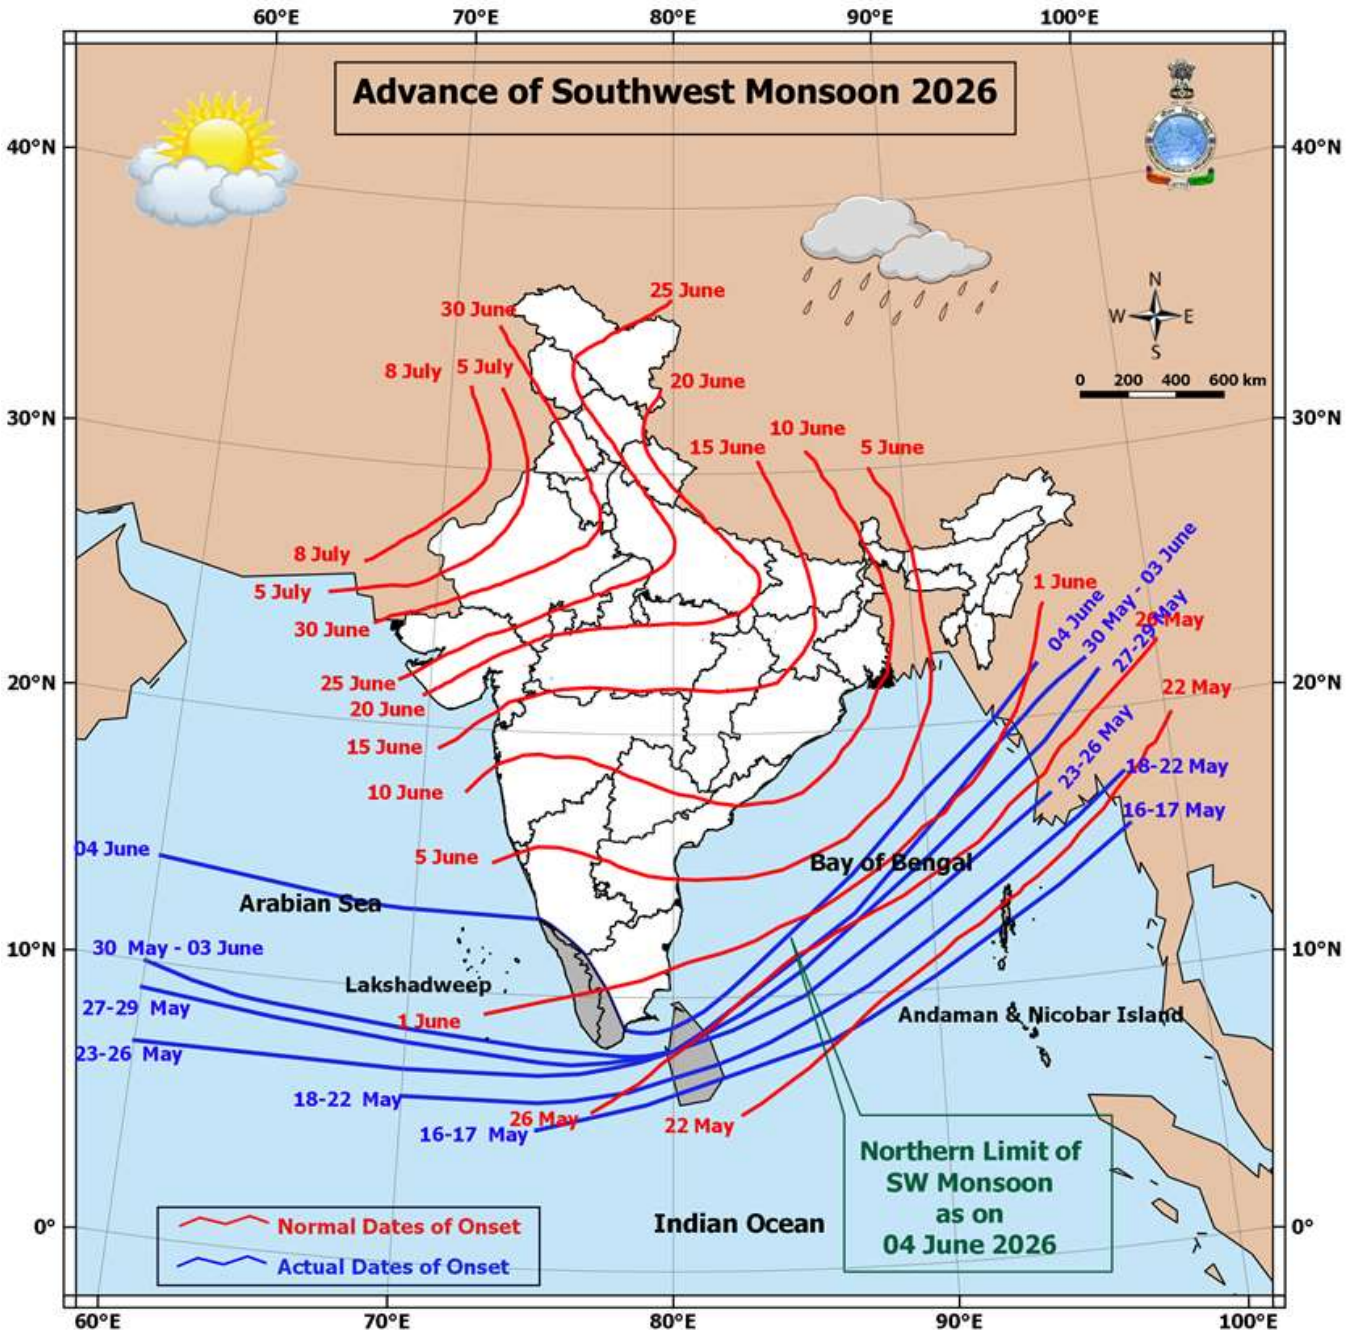 60°E 70°E 80°E 90°E 100°E
Advance of Southwest Monsoon 2026
40°N 40°N
N
W E
S
0 200 400 600 km
25 June
30 June
8 July 5 July
20 June
30°N 30°N
10 June
15 June 5 June
8 July
5 July
30 June
1 June
04 June
30 May - 03 June
27-29 May
26 May
20°N 20°N
25 June
20 June
22 May
15 June
23-26 May
18-22 May
10 June
16-17 May
04 June
5 June
Bay of Bengal
Arabian Sea
10°N 10°N
30 May - 03 June
Lakshadweep
27-29 May
1 June
Andaman & Nicobar Island
23-26 May
18-22 May
26 May
22 May
16-17 May
Northern Limit of
SW Monsoon
as on
04 June 2026
Indian Ocean
0° 0°
Normal Dates of Onset
Actual Dates of Onset
60°E 70°E 80°E 90°E 100°E